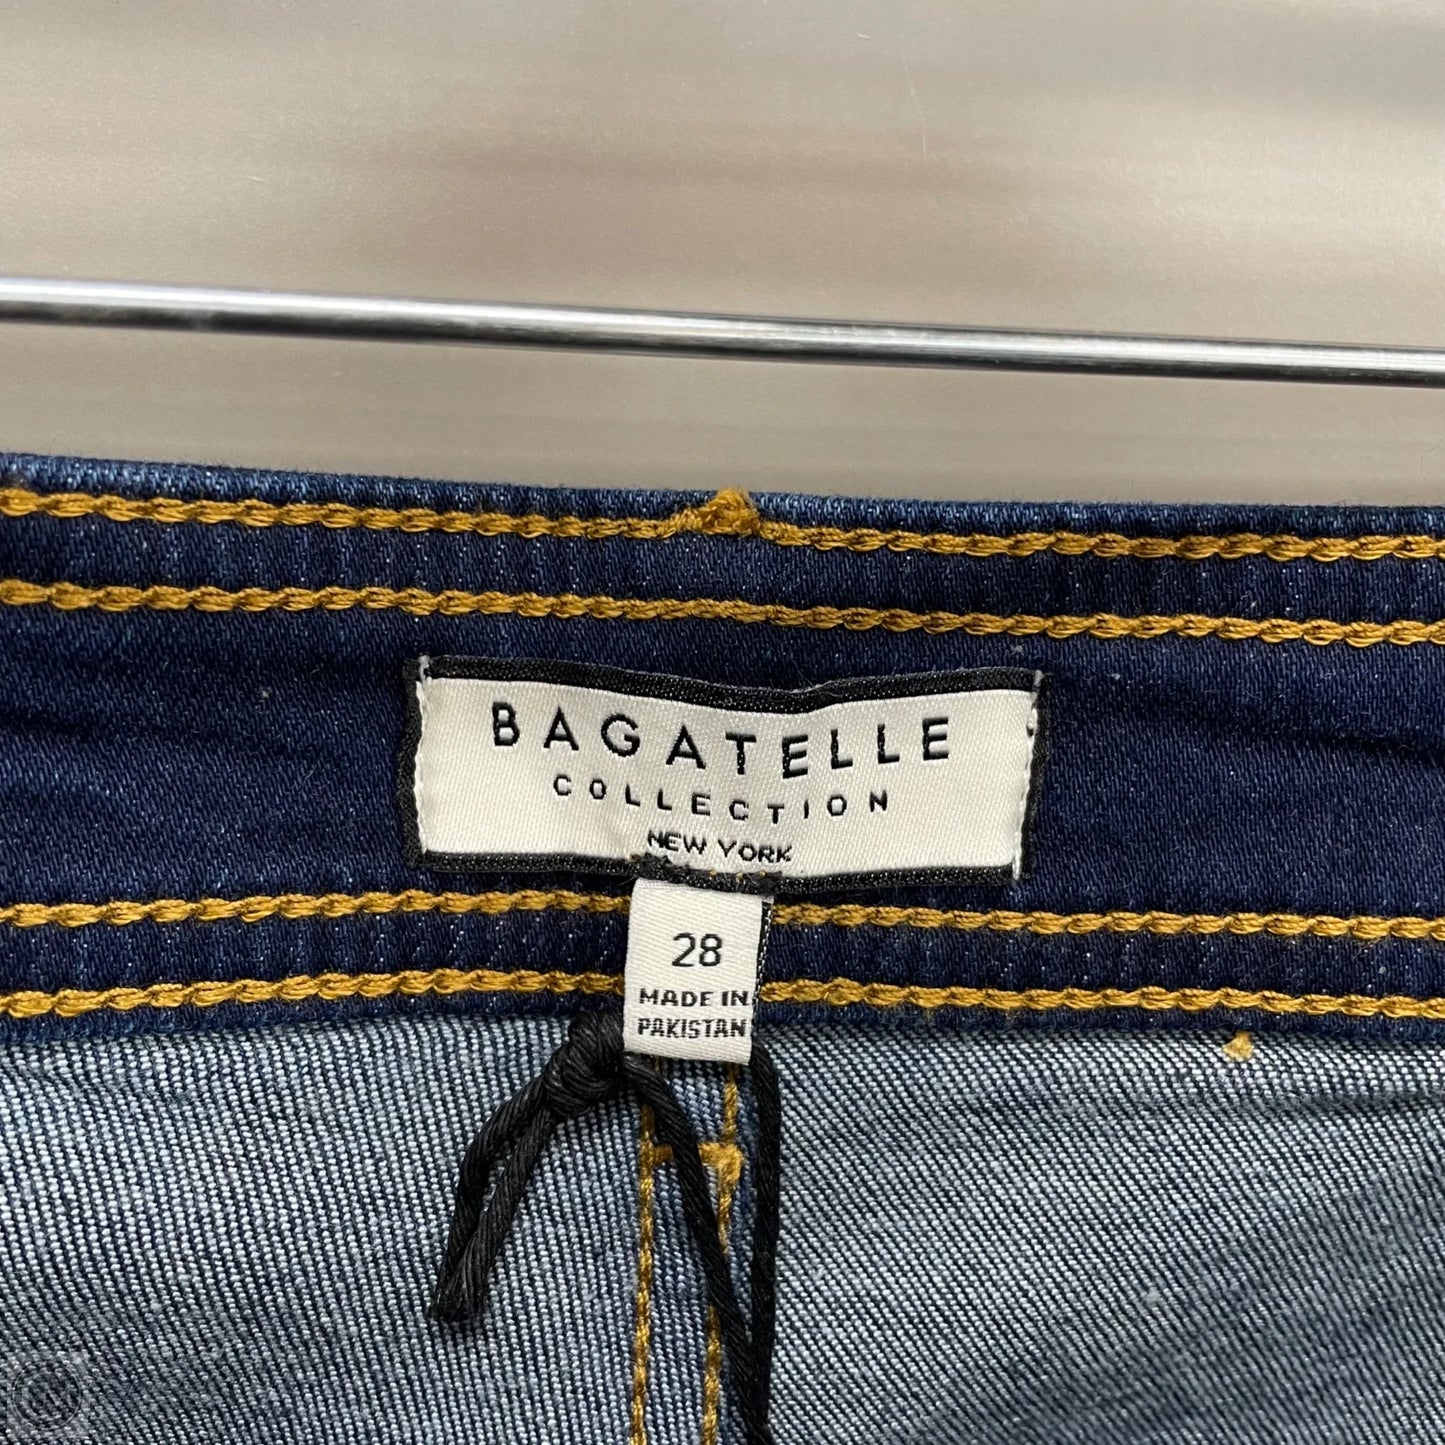 BAGATELLE
COLLECTION
NEW YORK
28
MADE IN
PAKISTAN